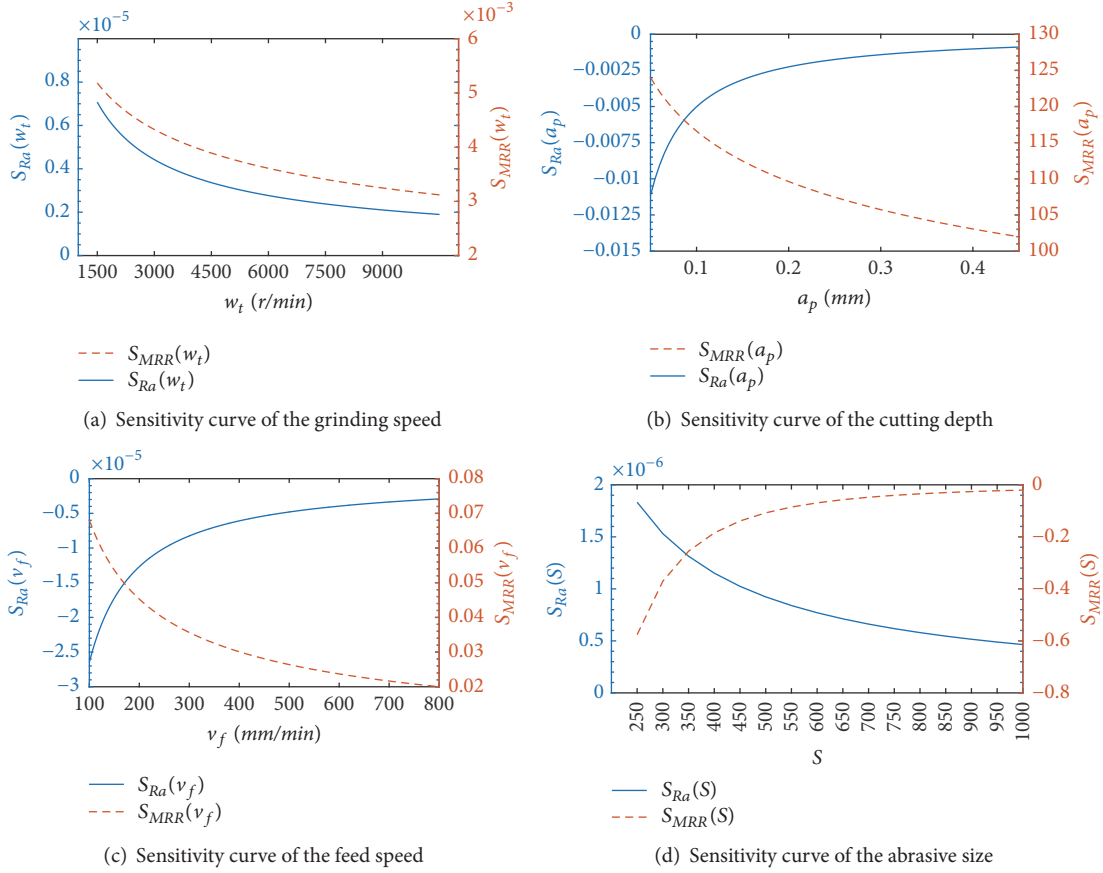 ×10⁻⁵
×10⁻³
0.8
0.6
0.4
0.2
0
S_Ra(w_t)
6
5
4
3
2
S_MRR(w_t)
1500 3000 4500 6000 7500 9000
w_t (r/min)
S_MRR(w_t)
S_Ra(w_t)
(a) Sensitivity curve of the grinding speed
0
−0.0025
−0.005
−0.0075
−0.01
−0.0125
−0.015
S_Ra(a_p)
130
125
120
115
110
105
100
S_MRR(a_p)
0.1 0.2 0.3 0.4
a_p (mm)
S_MRR(a_p)
S_Ra(a_p)
(b) Sensitivity curve of the cutting depth
×10⁻⁵
0
−0.5
−1
−1.5
−2
−2.5
−3
S_Ra(v_f)
0.08
0.07
0.06
0.05
0.04
0.03
0.02
S_MRR(v_f)
100 200 300 400 500 600 700 800
v_f (mm/min)
S_Ra(v_f)
S_MRR(v_f)
(c) Sensitivity curve of the feed speed
×10⁻⁶
2
1.5
1
0.5
0
S_Ra(S)
0
−0.2
−0.4
−0.6
−0.8
S_MRR(S)
250 300 350 400 450 500 550 600 650 700 750 800 850 900 950 1000
S
S_Ra(S)
S_MRR(S)
(d) Sensitivity curve of the abrasive size